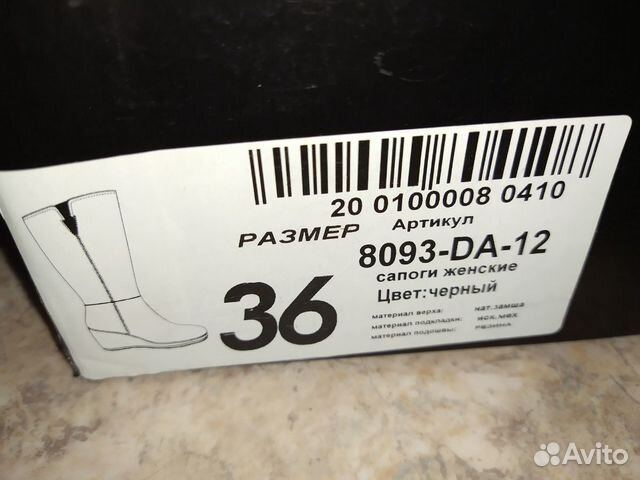 20 0100008 0410
РАЗМЕР Артикул
8093-DA-12
сапоги женские
36
Цвет:черный
материал верха: нат.замша
материал подкладки: иск.мех
материал подошвы: резина
Avito